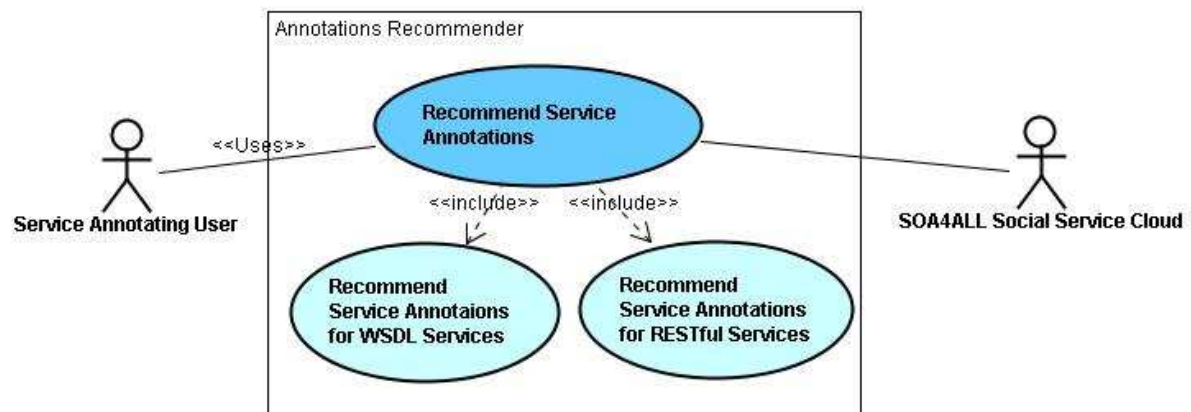 Annotations Recommender
Recommend Service
Annotations
<<Uses>>
Service Annotating User
SOA4ALL Social Service Cloud
<<include>>
<<include>>
Recommend
Service Annotaions
for WSDL Services
Recommend
Service Annotations
for RESTful Services